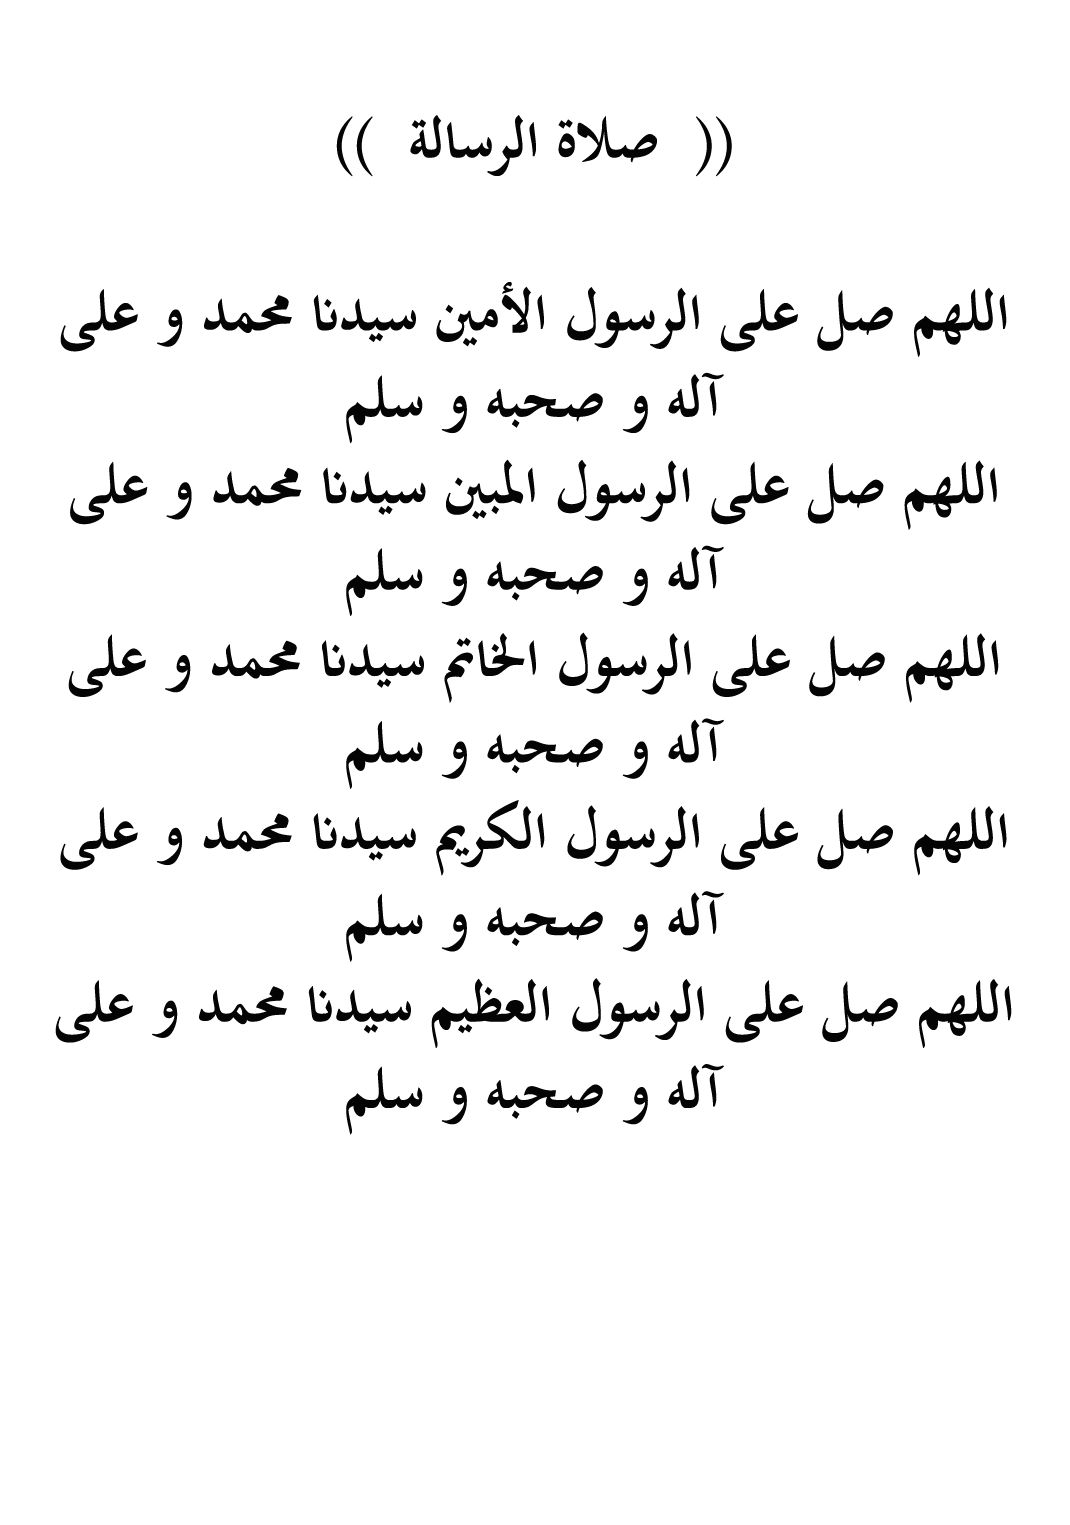 (( صلاة الرسالة ))
اللهم صل على الرسول الأمين سيدنا محمد و على
آله و صحبه و سلم
اللهم صل على الرسول المبين سيدنا محمد و على
آله و صحبه و سلم
اللهم صل على الرسول الخاتم سيدنا محمد و على
آله و صحبه و سلم
اللهم صل على الرسول الكريم سيدنا محمد و على
آله و صحبه و سلم
اللهم صل على الرسول العظيم سيدنا محمد و على
آله و صحبه و سلم